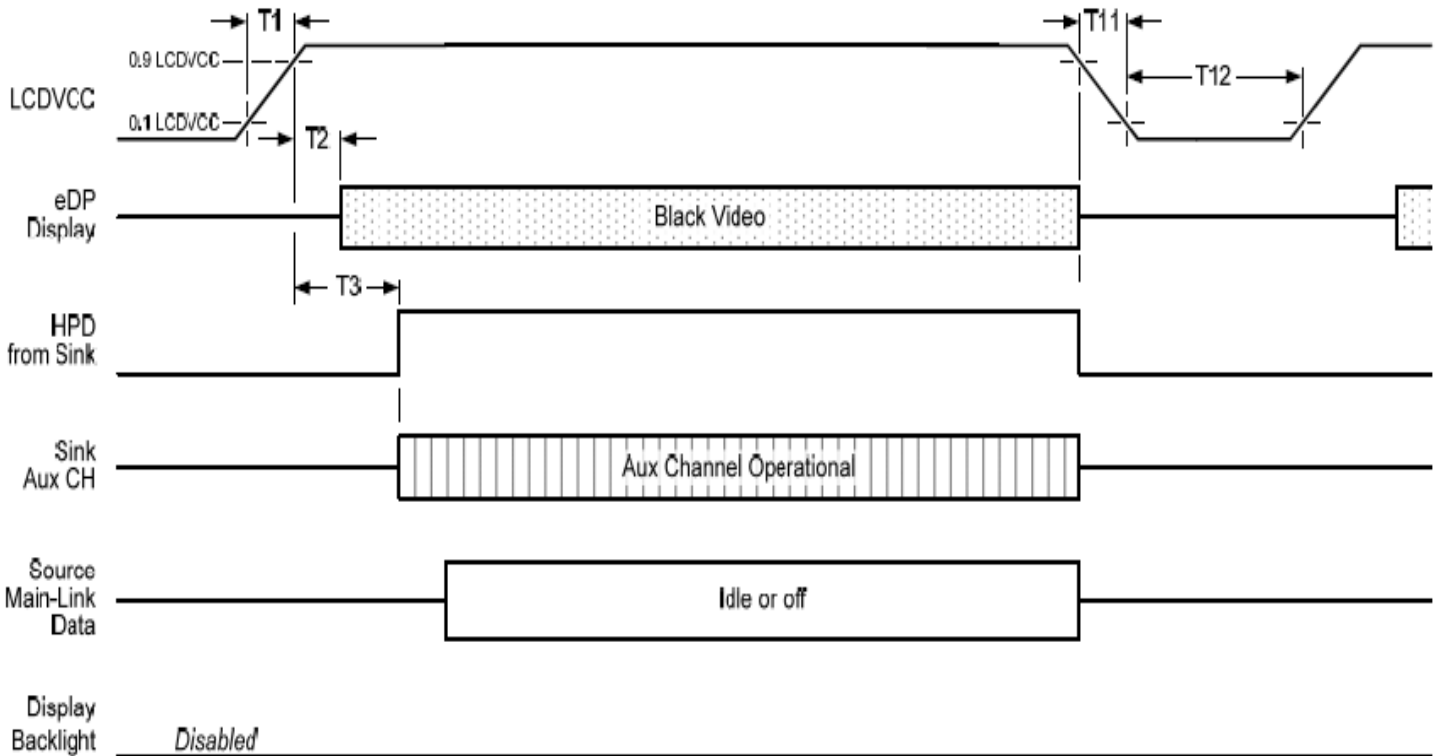 T1
T11
0.9 LCDVCC
LCDVCC
T12
0.1 LCDVCC
T2
eDP
Display
Black Video
T3
HPD
from Sink
Sink
Aux CH
Aux Channel Operational
Source
Main-Link
Data
Idle or off
Display
Backlight
Disabled